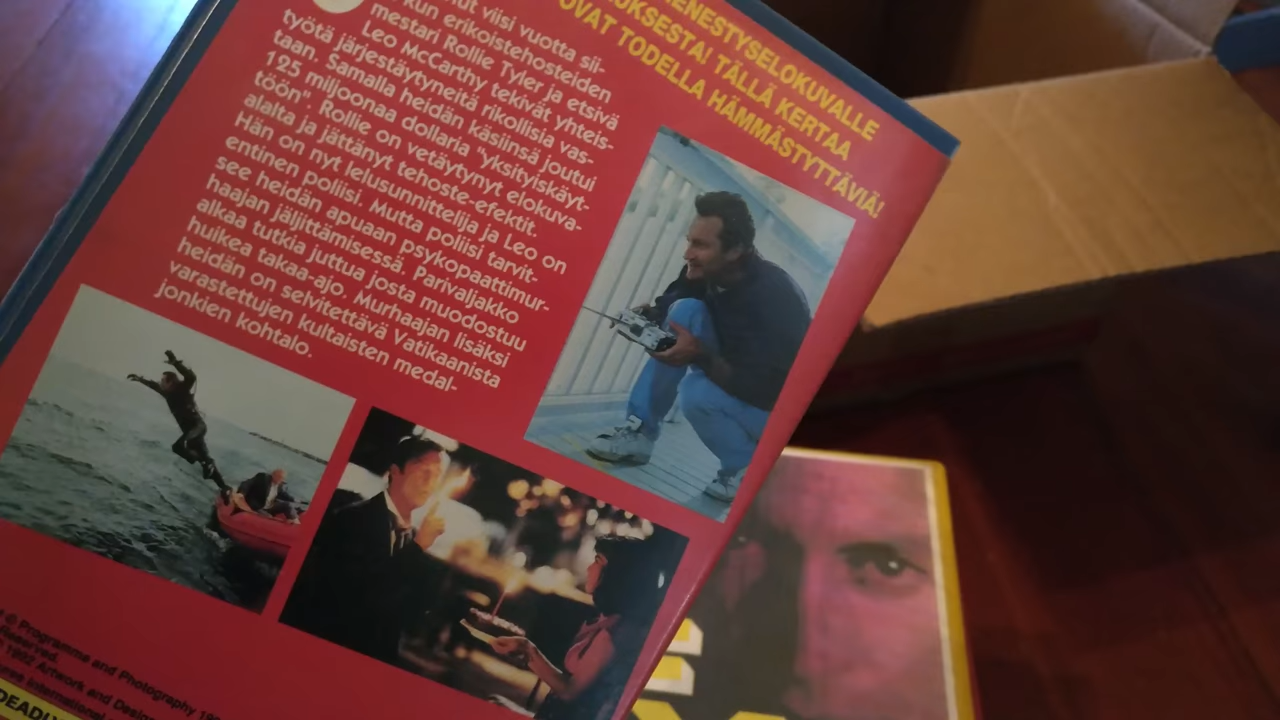 ENESTYSELOKUVALLE
OKSESTA! TÄLLÄ KERTAA
OVAT TODELLA HÄMMÄSTYTTÄVIÄ!
viisi vuotta sii-
kun erikoistehosteiden
mestari Rollie Tyler ja etsivä
Leo McCarthy tekivät yhteis-
työtä järjestäytyneitä rikollisia vas-
taan. Samalla heidän käsiinsä joutui
125 miljoonaa dollaria "yksityiskäyt-
töön". Rollie on vetäytynyt elokuva-
alalta ja jättänyt tehoste-efektit.
Hän on nyt lelusunnittelija ja Leo on
entinen poliisi. Mutta poliisi tarvit-
see heidän apuaan psykopaattimur-
haajan jäljittämisessä. Parivaljakko
alkaa tutkia juttua josta muodostuu
huikea takaa-ajo. Murhaajan lisäksi
heidän on selvitettävä Vatikaanista
varastettujen kultaisten medal-
jonkien kohtalo.
© Programme and Photography 19
Reserved.
1992 Artwork and Design
International
DEADL